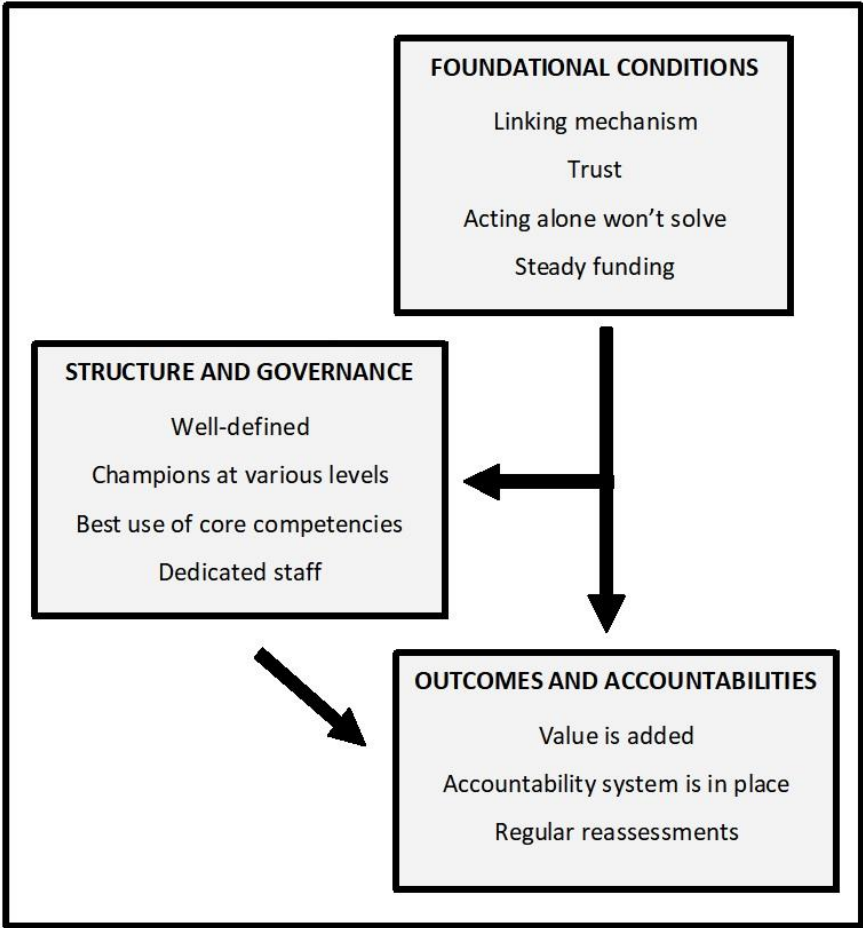 FOUNDATIONAL CONDITIONS
Linking mechanism
Trust
Acting alone won’t solve
Steady funding
STRUCTURE AND GOVERNANCE
Well-defined
Champions at various levels
Best use of core competencies
Dedicated staff
OUTCOMES AND ACCOUNTABILITIES
Value is added
Accountability system is in place
Regular reassessments